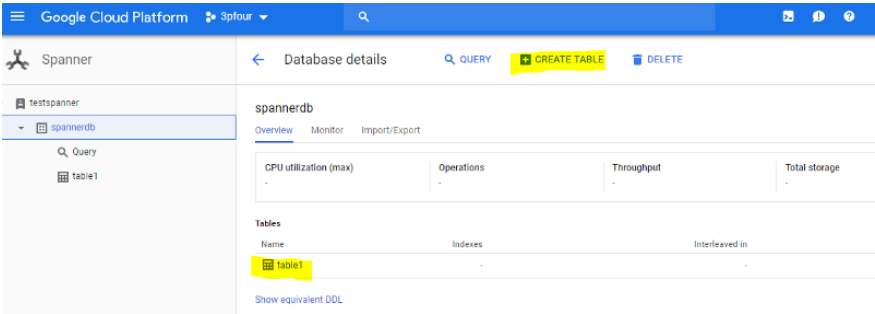 Google Cloud Platform 3pfour
Spanner
Database details QUERY CREATE TABLE DELETE
testspanner
spannerdb
Query
table1
spannerdb
Overview Monitor Import/Export
CPU utilization (max) Operations Throughput Total storage
- - - -
Tables
Name Indexes Interleaved in
table1 - -
Show equivalent DDL